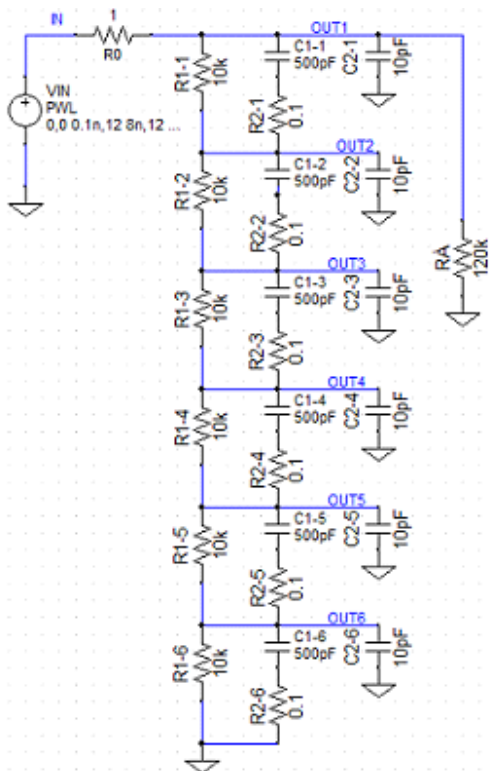 IN
1
R0
VIN
PWL
0,0 0.1n,12 8n,12 ...
OUT1
R1-1
10k
C1-1
500pF
C2-1
10pF
R2-1
0.1
OUT2
R1-2
10k
C1-2
500pF
C2-2
10pF
R2-2
0.1
RA
120k
OUT3
R1-3
10k
C1-3
500pF
C2-3
10pF
R2-3
0.1
OUT4
R1-4
10k
C1-4
500pF
C2-4
10pF
R2-4
0.1
OUT5
R1-5
10k
C1-5
500pF
C2-5
10pF
R2-5
0.1
OUT6
R1-6
10k
C1-6
500pF
C2-6
10pF
R2-6
0.1